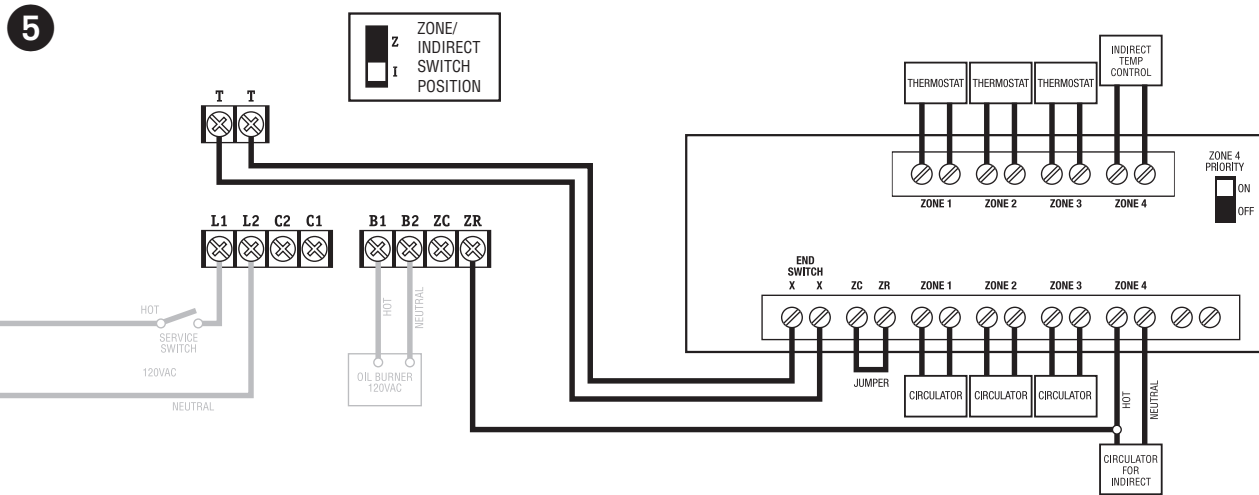 5
Z
I
ZONE/
INDIRECT
SWITCH
POSITION
T T
INDIRECT
TEMP
CONTROL
THERMOSTAT THERMOSTAT THERMOSTAT
ZONE 4
PRIORITY
ON
OFF
ZONE 1 ZONE 2 ZONE 3 ZONE 4
L1 L2 C2 C1 B1 B2 ZC ZR
END
SWITCH
X X ZC ZR ZONE 1 ZONE 2 ZONE 3 ZONE 4
HOT
SERVICE
SWITCH
120VAC
NEUTRAL
HOT
NEUTRAL
OIL BURNER
120VAC
JUMPER
CIRCULATOR CIRCULATOR CIRCULATOR
HOT
NEUTRAL
CIRCULATOR
FOR
INDIRECT